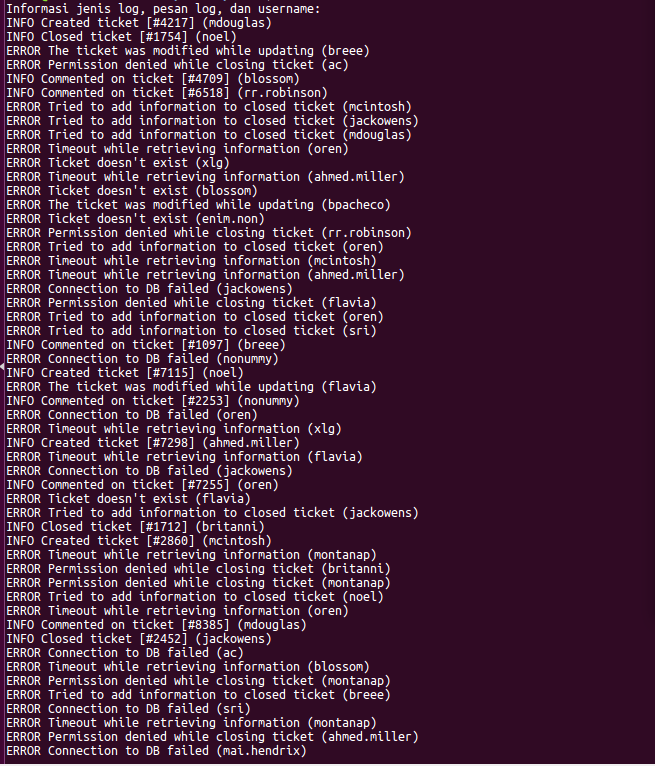 Informasi jenis log, pesan log, dan username:
INFO Created ticket [#4217] (mdouglas)
INFO Closed ticket [#1754] (noel)
ERROR The ticket was modified while updating (breee)
ERROR Permission denied while closing ticket (ac)
INFO Commented on ticket [#4709] (blossom)
INFO Commented on ticket [#6518] (rr.robinson)
ERROR Tried to add information to closed ticket (mcintosh)
ERROR Tried to add information to closed ticket (jackowens)
ERROR Tried to add information to closed ticket (mdouglas)
ERROR Timeout while retrieving information (oren)
ERROR Ticket doesn't exist (xlg)
ERROR Timeout while retrieving information (ahmed.miller)
ERROR Ticket doesn't exist (blossom)
ERROR The ticket was modified while updating (bpacheco)
ERROR Ticket doesn't exist (enim.non)
ERROR Permission denied while closing ticket (rr.robinson)
ERROR Tried to add information to closed ticket (oren)
ERROR Timeout while retrieving information (mcintosh)
ERROR Timeout while retrieving information (ahmed.miller)
ERROR Connection to DB failed (jackowens)
ERROR Permission denied while closing ticket (flavia)
ERROR Tried to add information to closed ticket (oren)
ERROR Tried to add information to closed ticket (sri)
INFO Commented on ticket [#1097] (breee)
ERROR Connection to DB failed (nonummy)
INFO Created ticket [#7115] (noel)
ERROR The ticket was modified while updating (flavia)
INFO Commented on ticket [#2253] (nonummy)
ERROR Connection to DB failed (oren)
ERROR Timeout while retrieving information (xlg)
INFO Created ticket [#7298] (ahmed.miller)
ERROR Timeout while retrieving information (flavia)
ERROR Connection to DB failed (jackowens)
INFO Commented on ticket [#7255] (oren)
ERROR Ticket doesn't exist (flavia)
ERROR Tried to add information to closed ticket (jackowens)
INFO Closed ticket [#1712] (britanni)
INFO Created ticket [#2860] (mcintosh)
ERROR Timeout while retrieving information (montanap)
ERROR Permission denied while closing ticket (britanni)
ERROR Permission denied while closing ticket (montanap)
ERROR Tried to add information to closed ticket (noel)
ERROR Timeout while retrieving information (oren)
INFO Commented on ticket [#8385] (mdouglas)
INFO Closed ticket [#2452] (jackowens)
ERROR Connection to DB failed (ac)
ERROR Timeout while retrieving information (blossom)
ERROR Permission denied while closing ticket (montanap)
ERROR Tried to add information to closed ticket (breee)
ERROR Connection to DB failed (sri)
ERROR Timeout while retrieving information (montanap)
ERROR Permission denied while closing ticket (ahmed.miller)
ERROR Connection to DB failed (mai.hendrix)